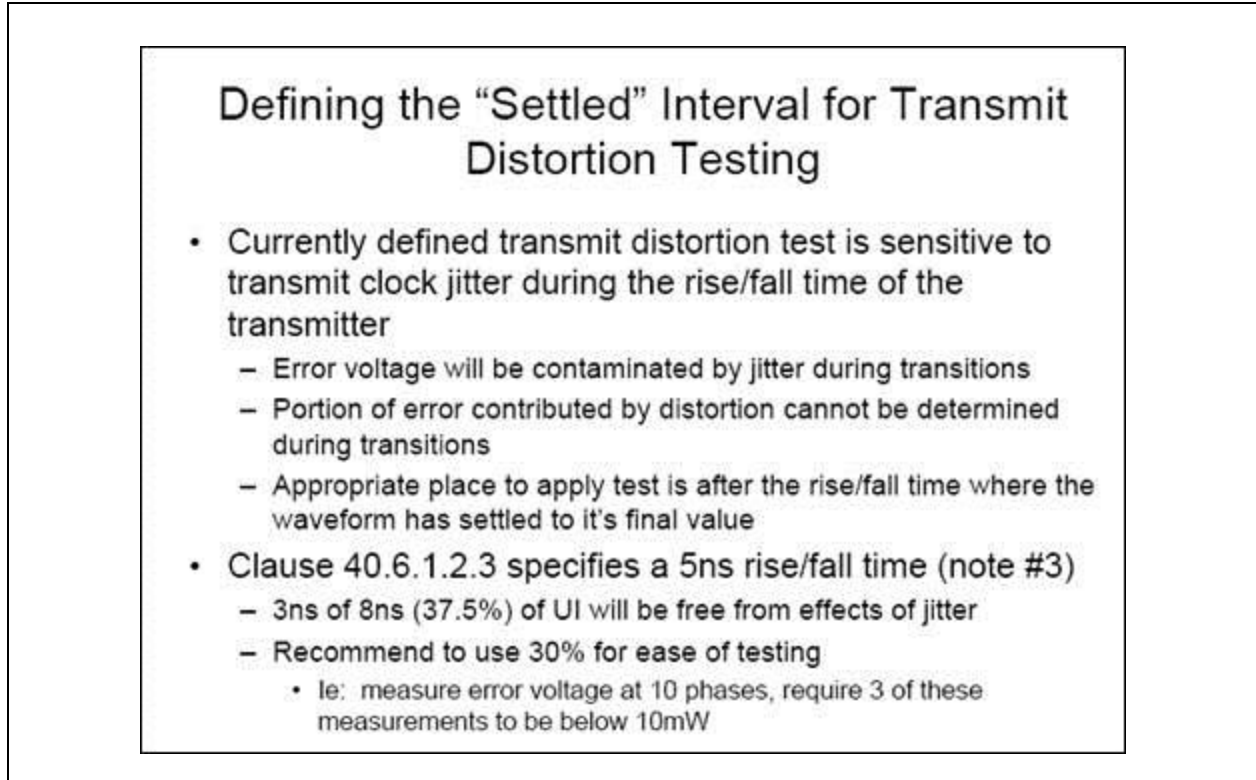 Defining the “Settled” Interval for Transmit
Distortion Testing
• Currently defined transmit distortion test is sensitive to
transmit clock jitter during the rise/fall time of the
transmitter
– Error voltage will be contaminated by jitter during transitions
– Portion of error contributed by distortion cannot be determined
during transitions
– Appropriate place to apply test is after the rise/fall time where the
waveform has settled to it's final value
• Clause 40.6.1.2.3 specifies a 5ns rise/fall time (note #3)
– 3ns of 8ns (37.5%) of UI will be free from effects of jitter
– Recommend to use 30% for ease of testing
• Ie: measure error voltage at 10 phases, require 3 of these
measurements to be below 10mW